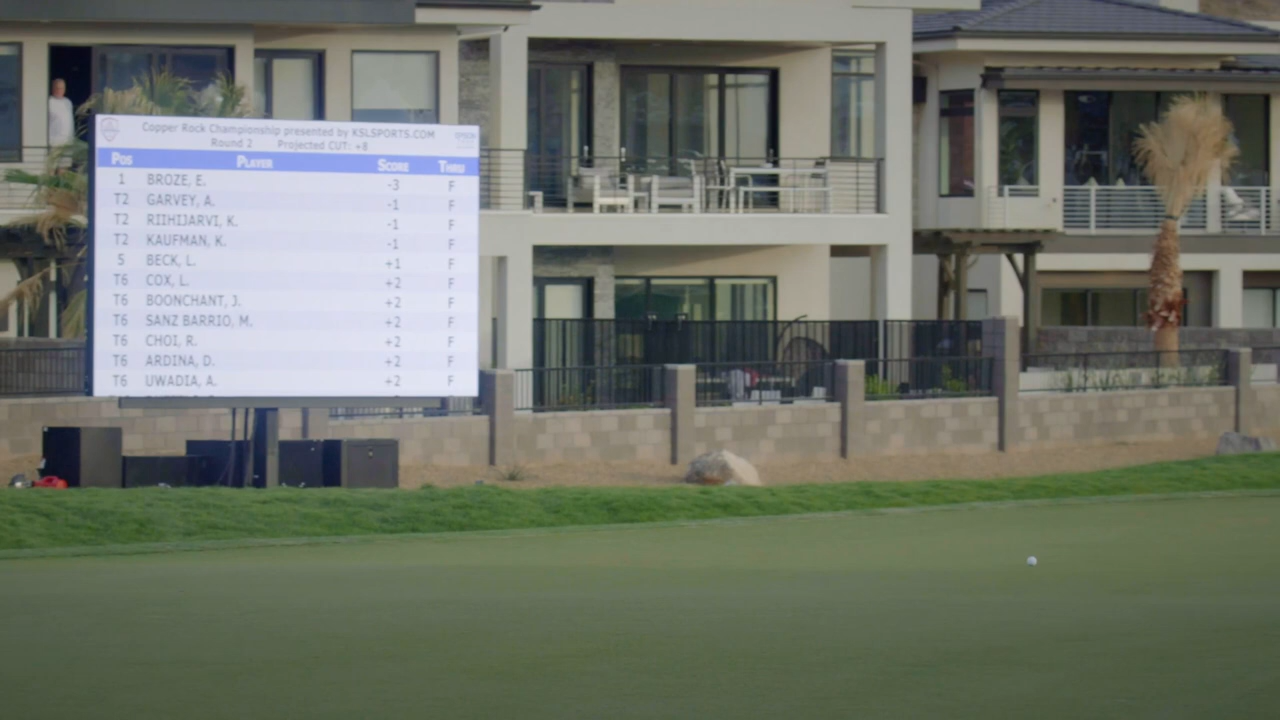 Copper Rock Championship presented by KSLSPORTS.COM
Round 2 Projected CUT: +8
EPSON
POS PLAYER SCORE THRU
1 BROZE, E. -3 F
T2 GARVEY, A. -1 F
T2 RIIHIJARVI, K. -1 F
T2 KAUFMAN, K. -1 F
5 BECK, L. +1 F
T6 COX, L. +2 F
T6 BOONCHANT, J. +2 F
T6 SANZ BARRIO, M. +2 F
T6 CHOI, R. +2 F
T6 ARDINA, D. +2 F
T6 UWADIA, A. +2 F